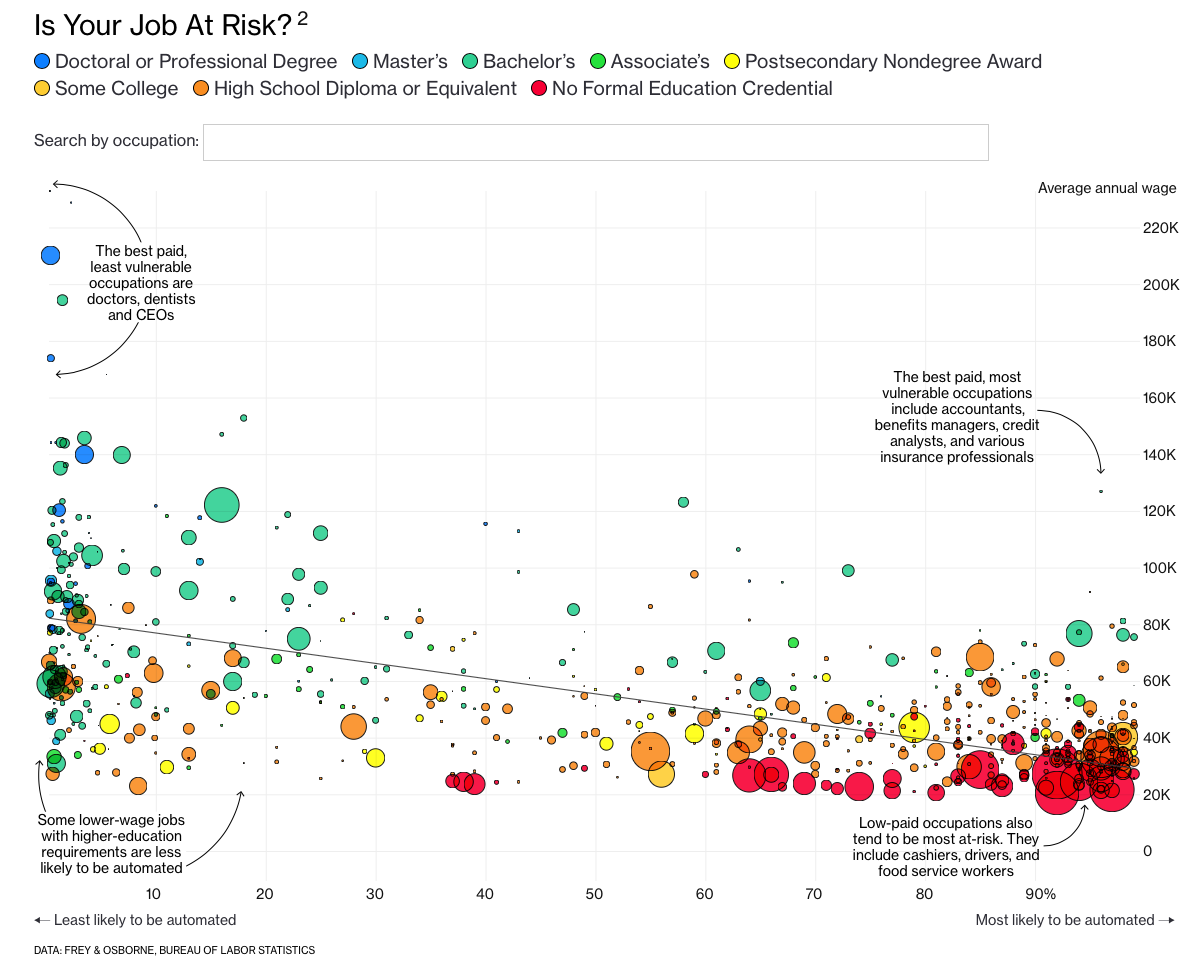 Is Your Job At Risk? 2
Doctoral or Professional Degree Master's Bachelor's Associate's Postsecondary Nondegree Award
Some College High School Diploma or Equivalent No Formal Education Credential
Search by occupation:
Average annual wage
220K
The best paid,
least vulnerable
occupations are
doctors, dentists
and CEOs
200K
180K
The best paid, most
vulnerable occupations
include accountants,
benefits managers, credit
analysts, and various
insurance professionals
160K
140K
120K
100K
80K
60K
40K
20K
Some lower-wage jobs
with higher-education
requirements are less
likely to be automated
Low-paid occupations also
tend to be most at-risk. They
include cashiers, drivers, and
food service workers
0
10 20 30 40 50 60 70 80 90%
← Least likely to be automated Most likely to be automated →
DATA: FREY & OSBORNE, BUREAU OF LABOR STATISTICS